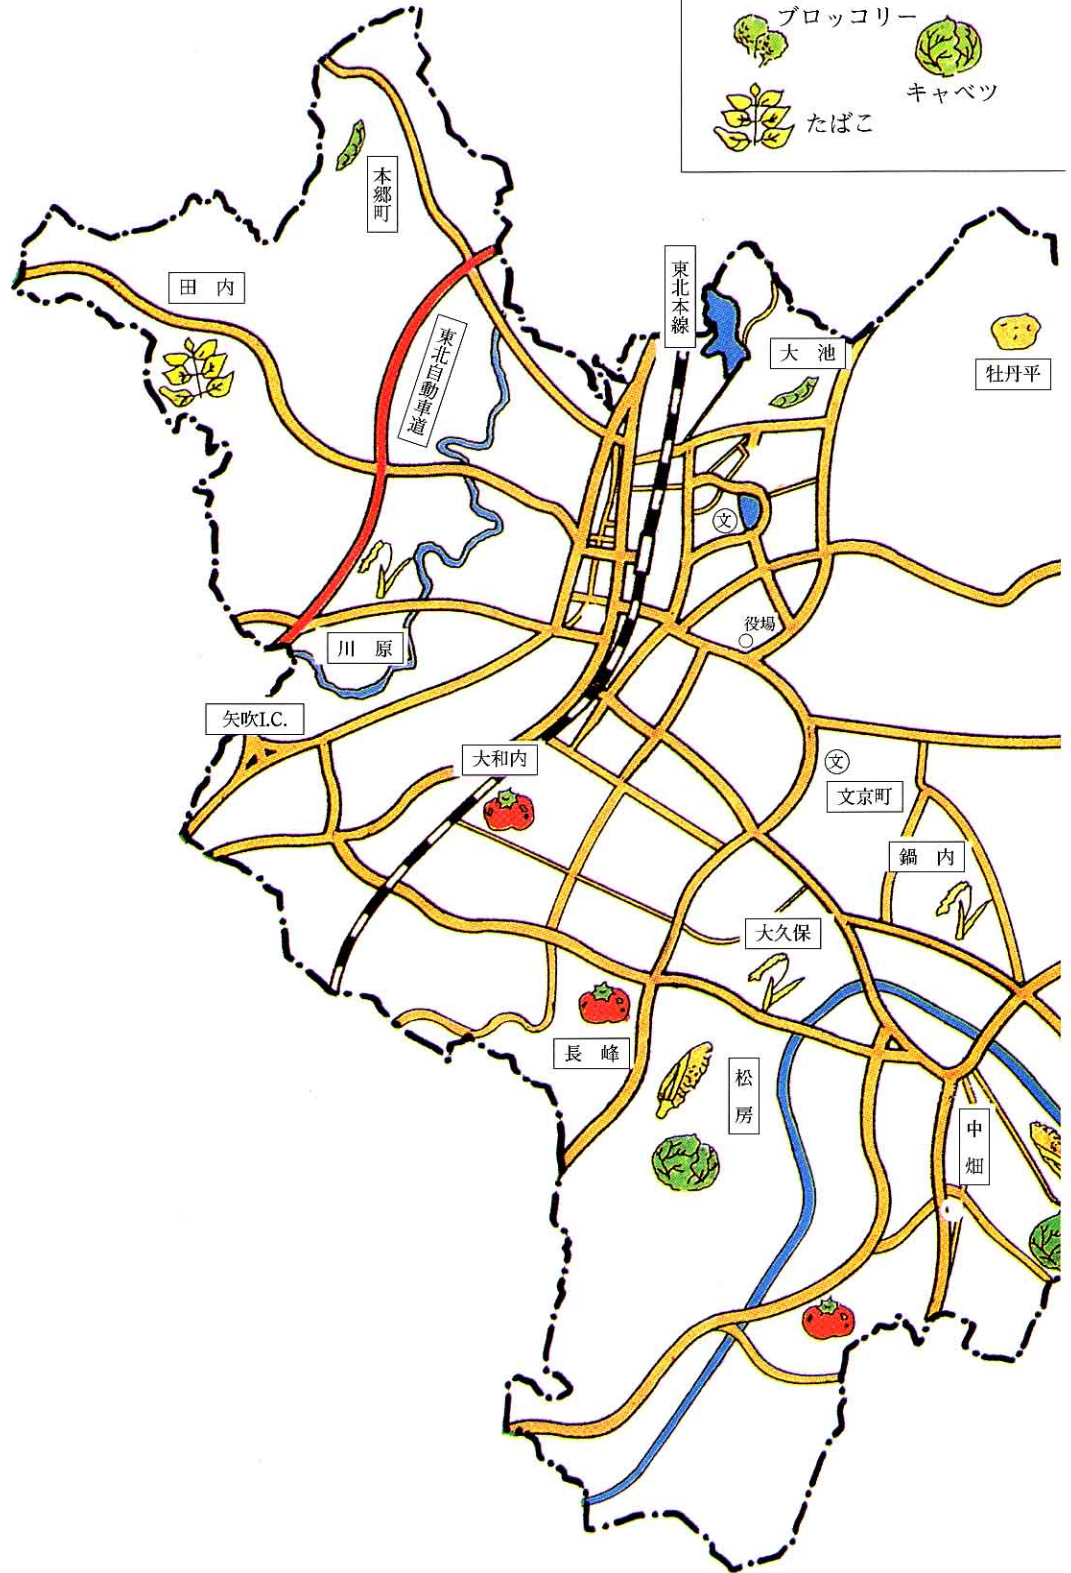 ブロッコリー
キャベツ
たばこ
本郷町
東北本線
田内
東北自動車道
大池
牡丹平
文
役場
川原
矢吹I.C.
大和内
文
文京町
鍋内
大久保
長峰
松房
中畑